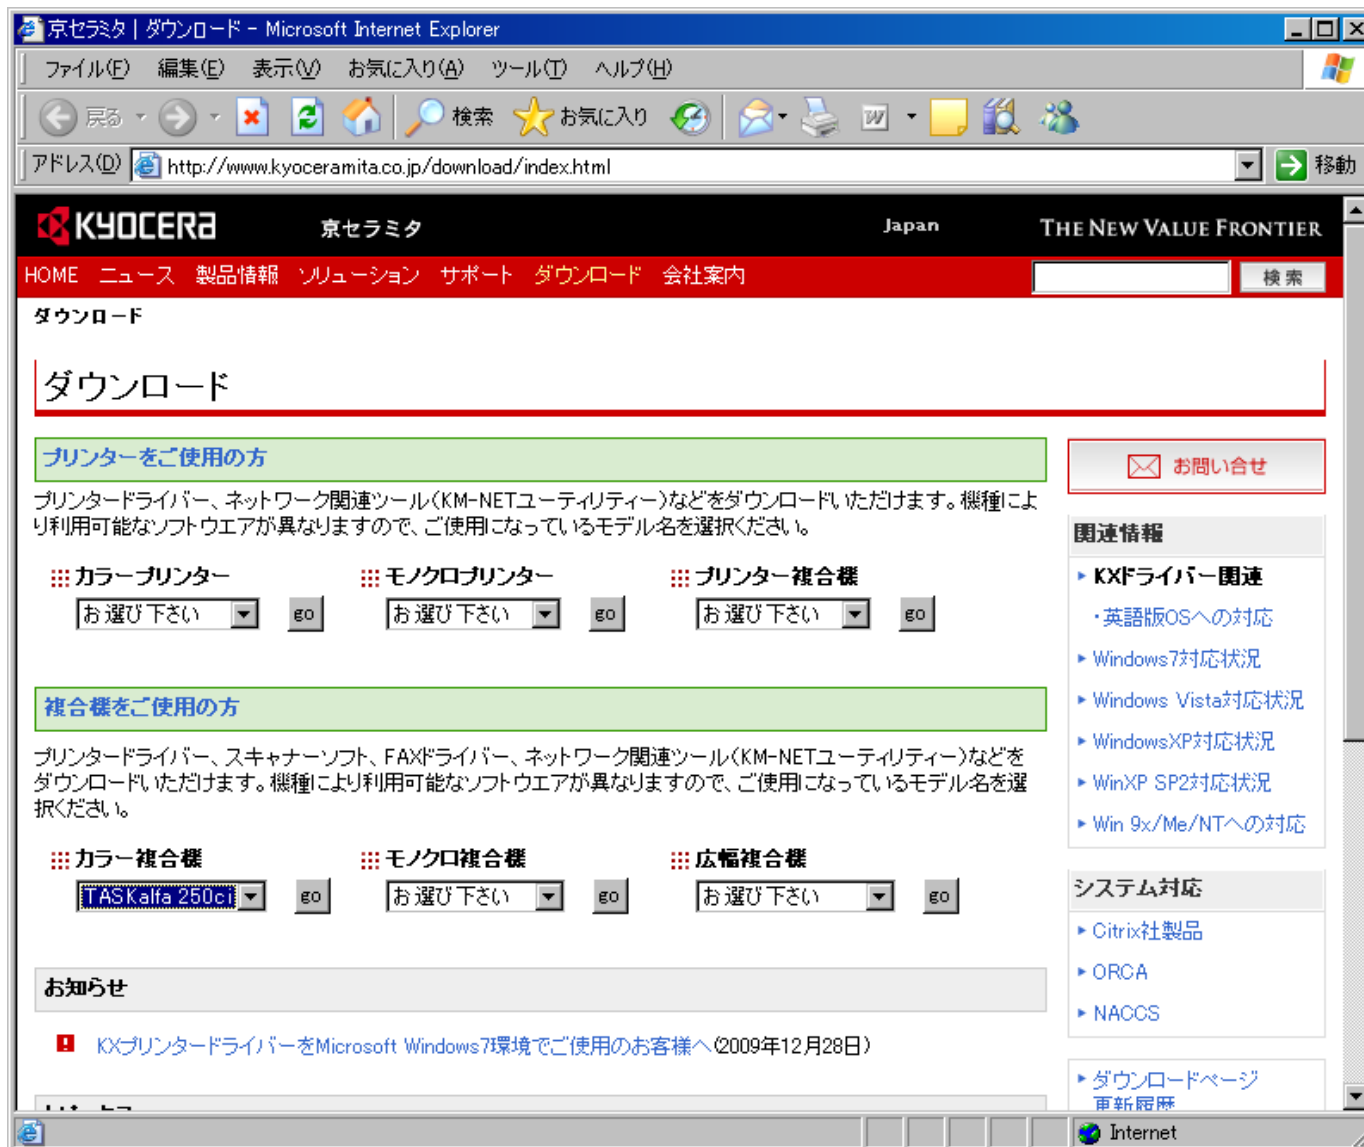 京セラミタ | ダウンロード - Microsoft Internet Explorer
ファイル(F) 編集(E) 表示(V) お気に入り(A) ツール(T) ヘルプ(H)
戻る 検索 お気に入り
アドレス(D) http://www.kyoceramita.co.jp/download/index.html 移動
KYOCERA 京セラミタ Japan THE NEW VALUE FRONTIER
HOME ニュース 製品情報 ソリューション サポート ダウンロード 会社案内 検索
ダウンロード
ダウンロード
プリンターをご使用の方
プリンタードライバー、ネットワーク関連ツール(KM-NETユーティリティー)などをダウンロードいただけます。機種によ
り利用可能なソフトウエアが異なりますので、ご使用になっているモデル名を選択ください。
カラープリンター モノクロプリンター プリンター複合機
お選び下さい go お選び下さい go お選び下さい go
複合機をご使用の方
プリンタードライバー、スキャナーソフト、FAXドライバー、ネットワーク関連ツール(KM-NETユーティリティー)などを
ダウンロードいただけます。機種により利用可能なソフトウエアが異なりますので、ご使用になっているモデル名を選
択ください。
カラー複合機 モノクロ複合機 広幅複合機
TASKalfa 250ci go お選び下さい go お選び下さい go
お知らせ
KXプリンタードライバーをMicrosoft Windows7環境でご使用のお客様へ(2009年12月28日)
お問い合せ
関連情報
KXドライバー関連
・英語版OSへの対応
Windows7対応状況
Windows Vista対応状況
WindowsXP対応状況
WinXP SP2対応状況
Win 9x/Me/NTへの対応
システム対応
Citrix社製品
ORCA
NACCS
ダウンロードページ
更新履歴
Internet